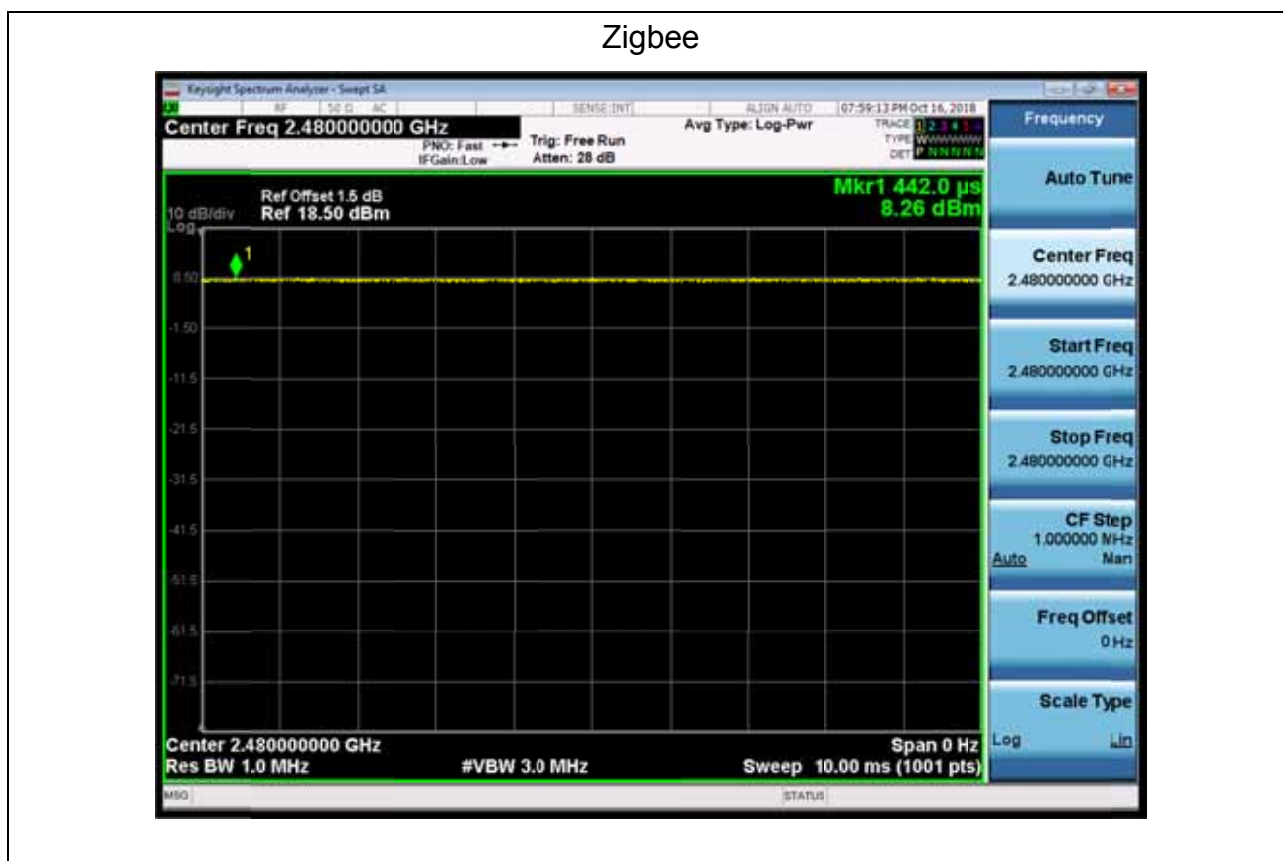 Zigbee
Keysight Spectrum Analyzer - Swept SA
RF 50 Ω AC SENSE:INT ALIGN AUTO 07:59:13 PM Oct 16, 2018
Center Freq 2.480000000 GHz
PNO: Fast
IFGain:Low
Trig: Free Run
Atten: 28 dB
Avg Type: Log-Pwr
TRACE 1 2 3 4 5 6
TYPE
DET P N N N N N
Ref Offset 1.5 dB
10 dB/div Ref 18.50 dBm
Log
Mkr1 442.0 µs
8.26 dBm
1
8.50
-1.50
-11.5
-21.5
-31.5
-41.5
-51.5
-61.5
-71.5
Center 2.480000000 GHz Span 0 Hz
Res BW 1.0 MHz #VBW 3.0 MHz Sweep 10.00 ms (1001 pts)
MSG STATUS
Frequency
Auto Tune
Center Freq
2.480000000 GHz
Start Freq
2.480000000 GHz
Stop Freq
2.480000000 GHz
CF Step
1.000000 MHz
Auto Man
Freq Offset
0 Hz
Scale Type
Log Lin